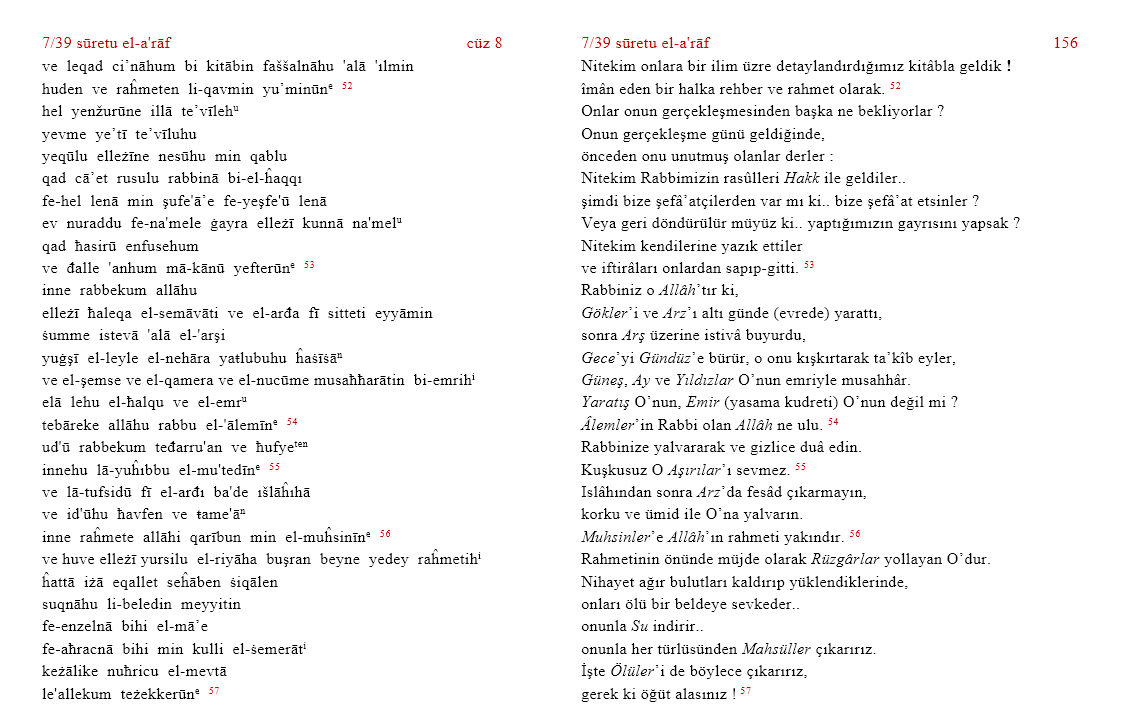 7/39 sūretu el-a'rāf cüz 8
ve leqad ci’nāhum bi kitābin faššalnāhu 'alā 'ılmin
huden ve raĥmeten li-qavmin yu’minūnᵉ 52
hel yenžurūne illā te’vīlehᵘ
yevme ye’tī te’vīluhu
yeqūlu elleżīne nesūhu min qablu
qad cā’et rusulu rabbinā bi-el-ĥaqqı
fe-hel lenā min şufe'ā’e fe-yeşfe'ū lenā
ev nuraddu fe-na'mele ġayra elleżī kunnā na'melᵘ
qad ħasirū enfusehum
ve đalle 'anhum mā-kānū yefterūnᵉ 53
inne rabbekum allāhu
elleżī ħaleqa el-semāvāti ve el-arđa fī sitteti eyyāmin
ṡumme istevā 'alā el-'arşi
yuġşī el-leyle el-nehāra yaŧlubuhu ĥaṡīṡāⁿ
ve el-şemse ve el-qamera ve el-nucūme musaħħarātin bi-emrihⁱ
elā lehu el-ħalqu ve el-emrᵘ
tebāreke allāhu rabbu el-'ālemīnᵉ 54
ud'ū rabbekum teđarru'an ve ħufyeᵗᵉⁿ
innehu lā-yuĥıbbu el-mu'tedīnᵉ 55
ve lā-tufsidū fī el-arđı ba'de ışlāĥıhā
ve id'ūhu ħavfen ve ŧame'āⁿ
inne raĥmete allāhi qarībun min el-muĥsinīnᵉ 56
ve huve elleżī yursilu el-riyāha buşran beyne yedey raĥmetihⁱ
ĥattā iżā eqallet seĥāben ṡiqālen
suqnāhu li-beledin meyyitin
fe-enzelnā bihi el-mā’e
fe-aħracnā bihi min kulli el-ṡemerātⁱ
keżālike nuħricu el-mevtā
le'allekum teżekkerūnᵉ 57
7/39 sūretu el-a'rāf 156
Nitekim onlara bir ilim üzre detaylandırdığımız kitâbla geldik !
îmân eden bir halka rehber ve rahmet olarak. 52
Onlar onun gerçekleşmesinden başka ne bekliyorlar ?
Onun gerçekleşme günü geldiğinde,
önceden onu unutmuş olanlar derler :
Nitekim Rabbimizin rasûlleri Hakk ile geldiler..
şimdi bize şefâ’atçilerden var mı ki.. bize şefâ’at etsinler ?
Veya geri döndürülür müyüz ki.. yaptığımızın gayrısını yapsak ?
Nitekim kendilerine yazık ettiler
ve iftirâları onlardan sapıp-gitti. 53
Rabbiniz o Allâh’tır ki,
Gökler’i ve Arz’ı altı günde (evrede) yarattı,
sonra Arş üzerine istivâ buyurdu,
Gece’yi Gündüz’e bürür, o onu kışkırtarak ta’kîb eyler,
Güneş, Ay ve Yıldızlar O’nun emriyle musahhâr.
Yaratış O’nun, Emir (yasama kudreti) O’nun değil mi ?
Âlemler’in Rabbi olan Allâh ne ulu. 54
Rabbinize yalvararak ve gizlice duâ edin.
Kuşkusuz O Aşırılar’ı sevmez. 55
Islâhından sonra Arz’da fesâd çıkarmayın,
korku ve ümid ile O’na yalvarın.
Muhsinler’e Allâh’ın rahmeti yakındır. 56
Rahmetinin önünde müjde olarak Rüzgârlar yollayan O’dur.
Nihayet ağır bulutları kaldırıp yüklendiklerinde,
onları ölü bir beldeye sevkeder..
onunla Su indirir..
onunla her türlüsünden Mahsüller çıkarırız.
İşte Ölüler’i de böylece çıkarırız,
gerek ki öğüt alasınız ! 57